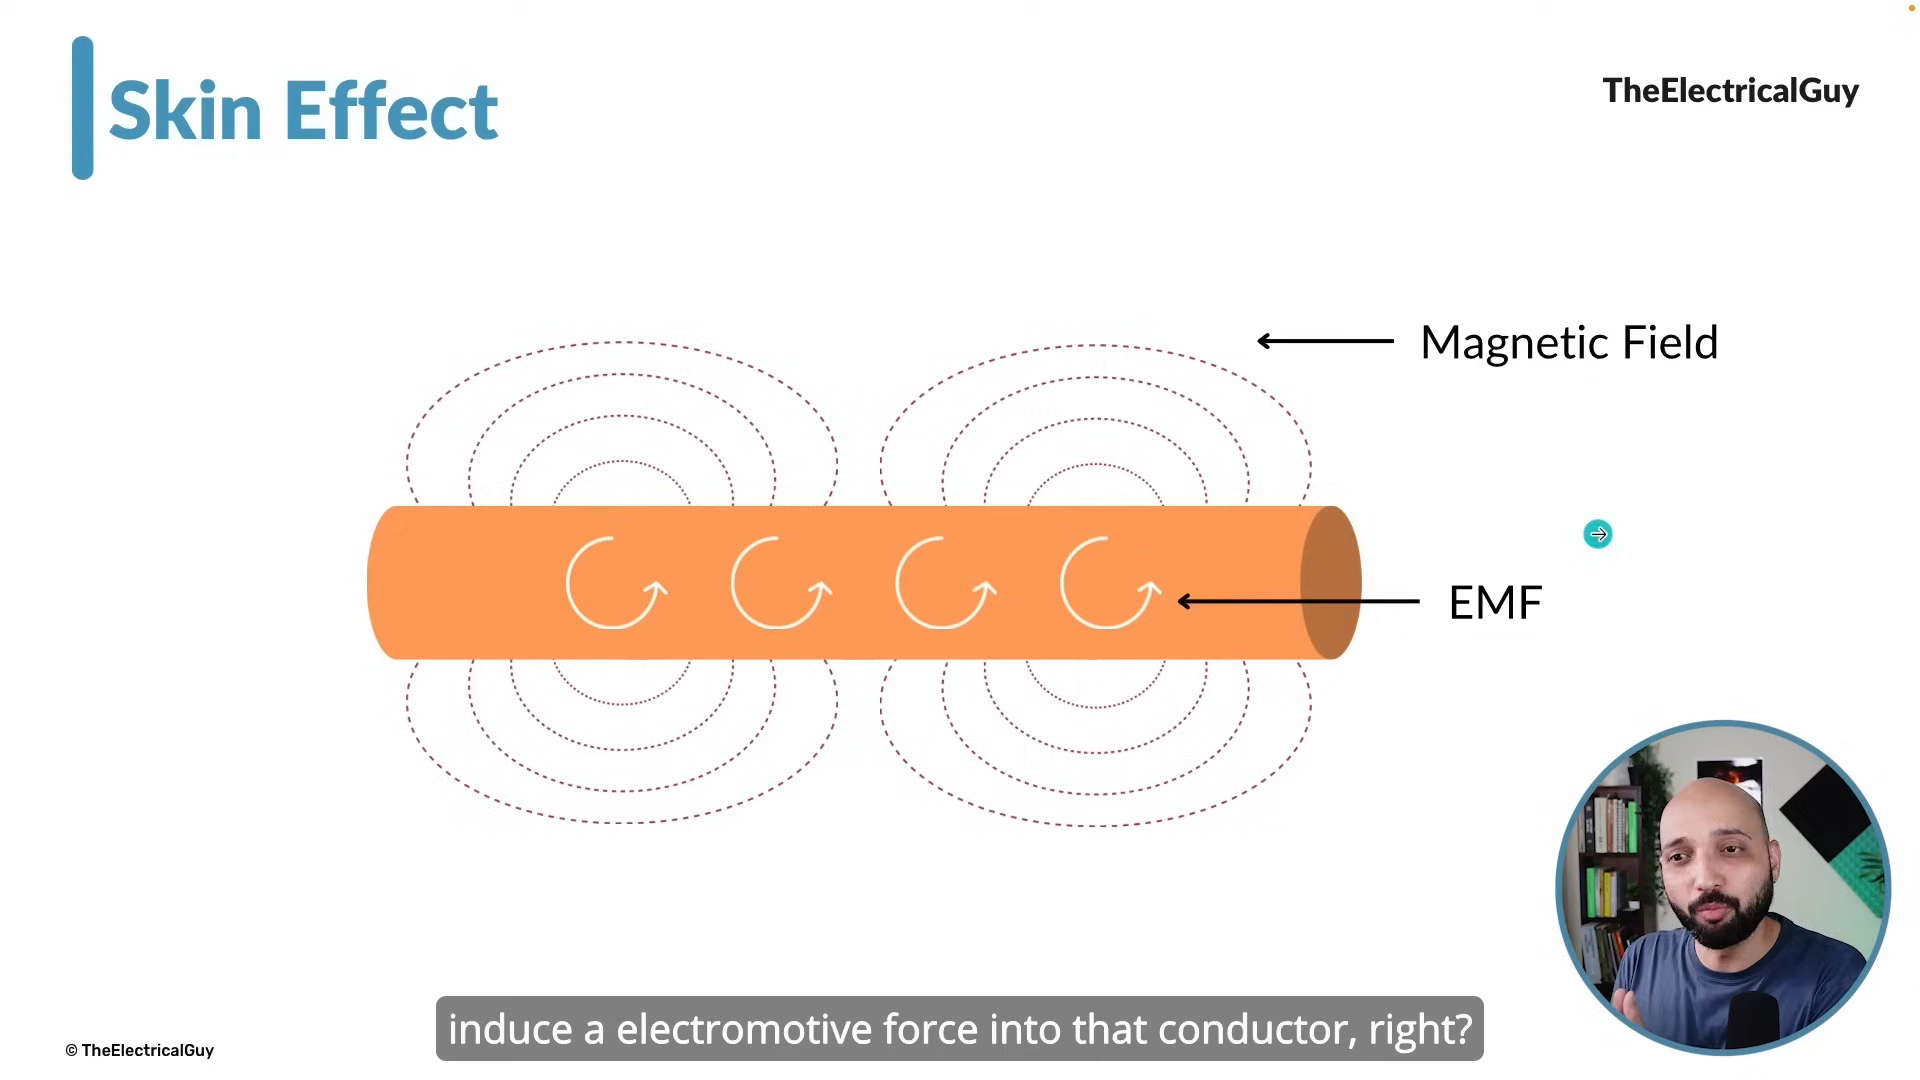 Skin Effect
TheElectricalGuy
Magnetic Field
EMF
induce a electromotive force into that conductor, right?
© TheElectricalGuy